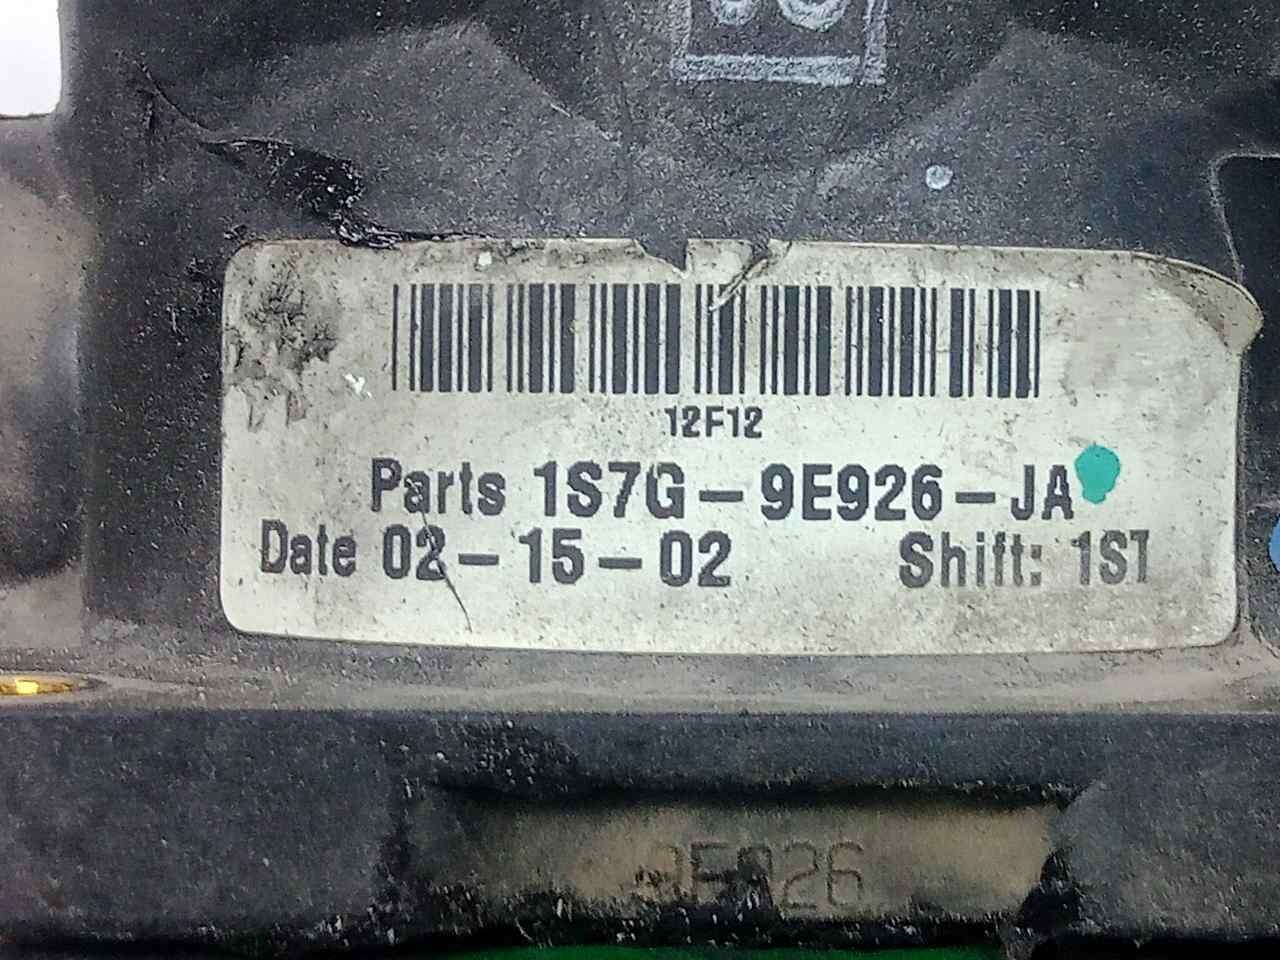 12F12
Parts 1S7G-9E926-JA
Date 02-15-02 Shift: 1ST
9E926